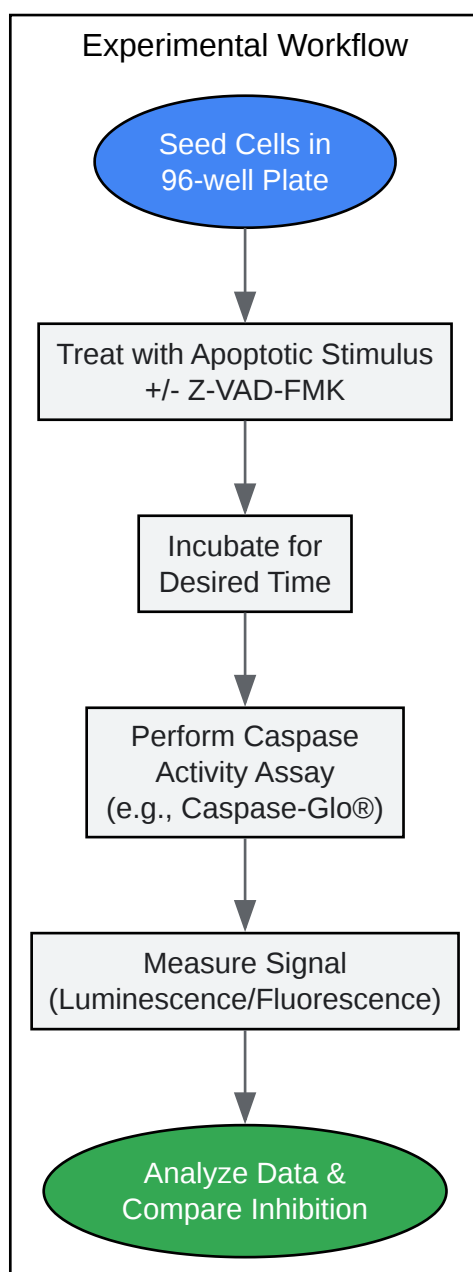 Experimental Workflow
Seed Cells in
96-well Plate
Treat with Apoptotic Stimulus
+/- Z-VAD-FMK
Incubate for
Desired Time
Perform Caspase
Activity Assay
(e.g., Caspase-Glo®)
Measure Signal
(Luminescence/Fluorescence)
Analyze Data &
Compare Inhibition